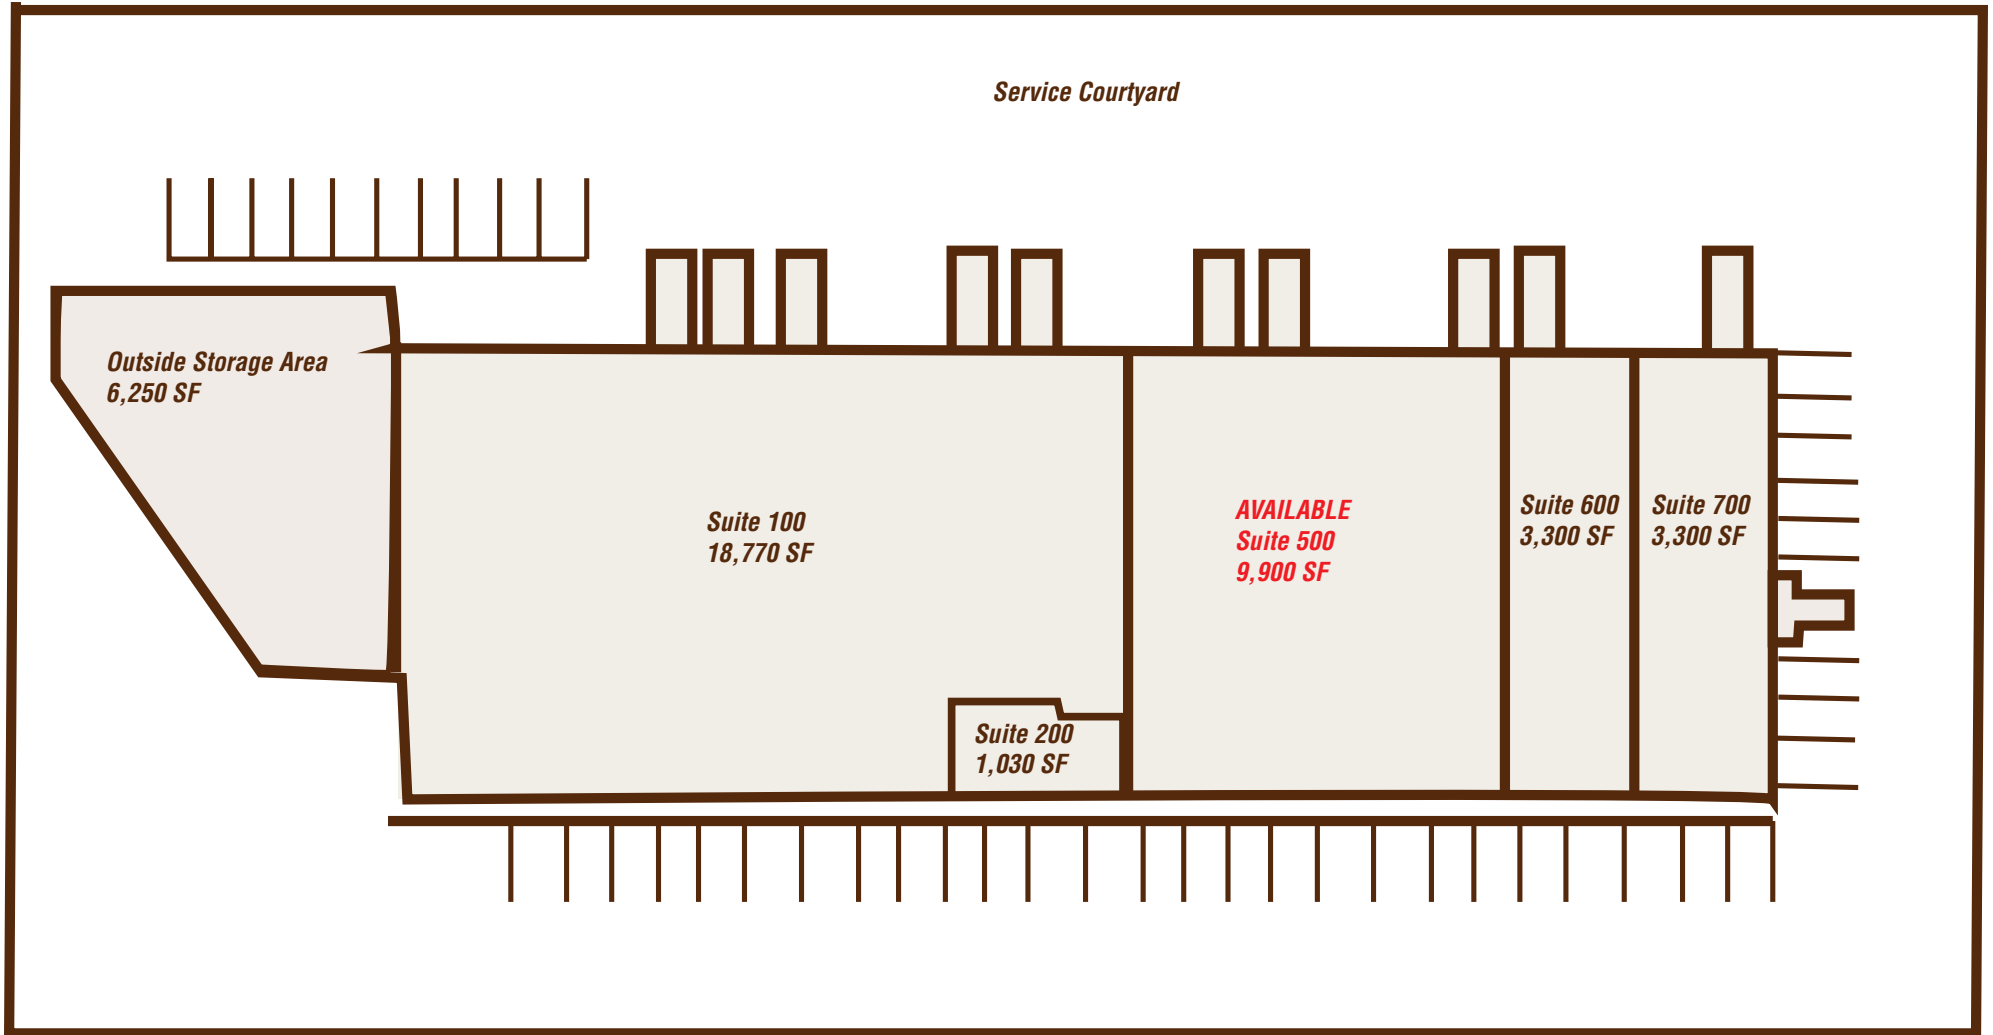 Service Courtyard
Outside Storage Area
6,250 SF
Suite 100
18,770 SF
Suite 200
1,030 SF
AVAILABLE
Suite 500
9,900 SF
Suite 600
3,300 SF
Suite 700
3,300 SF